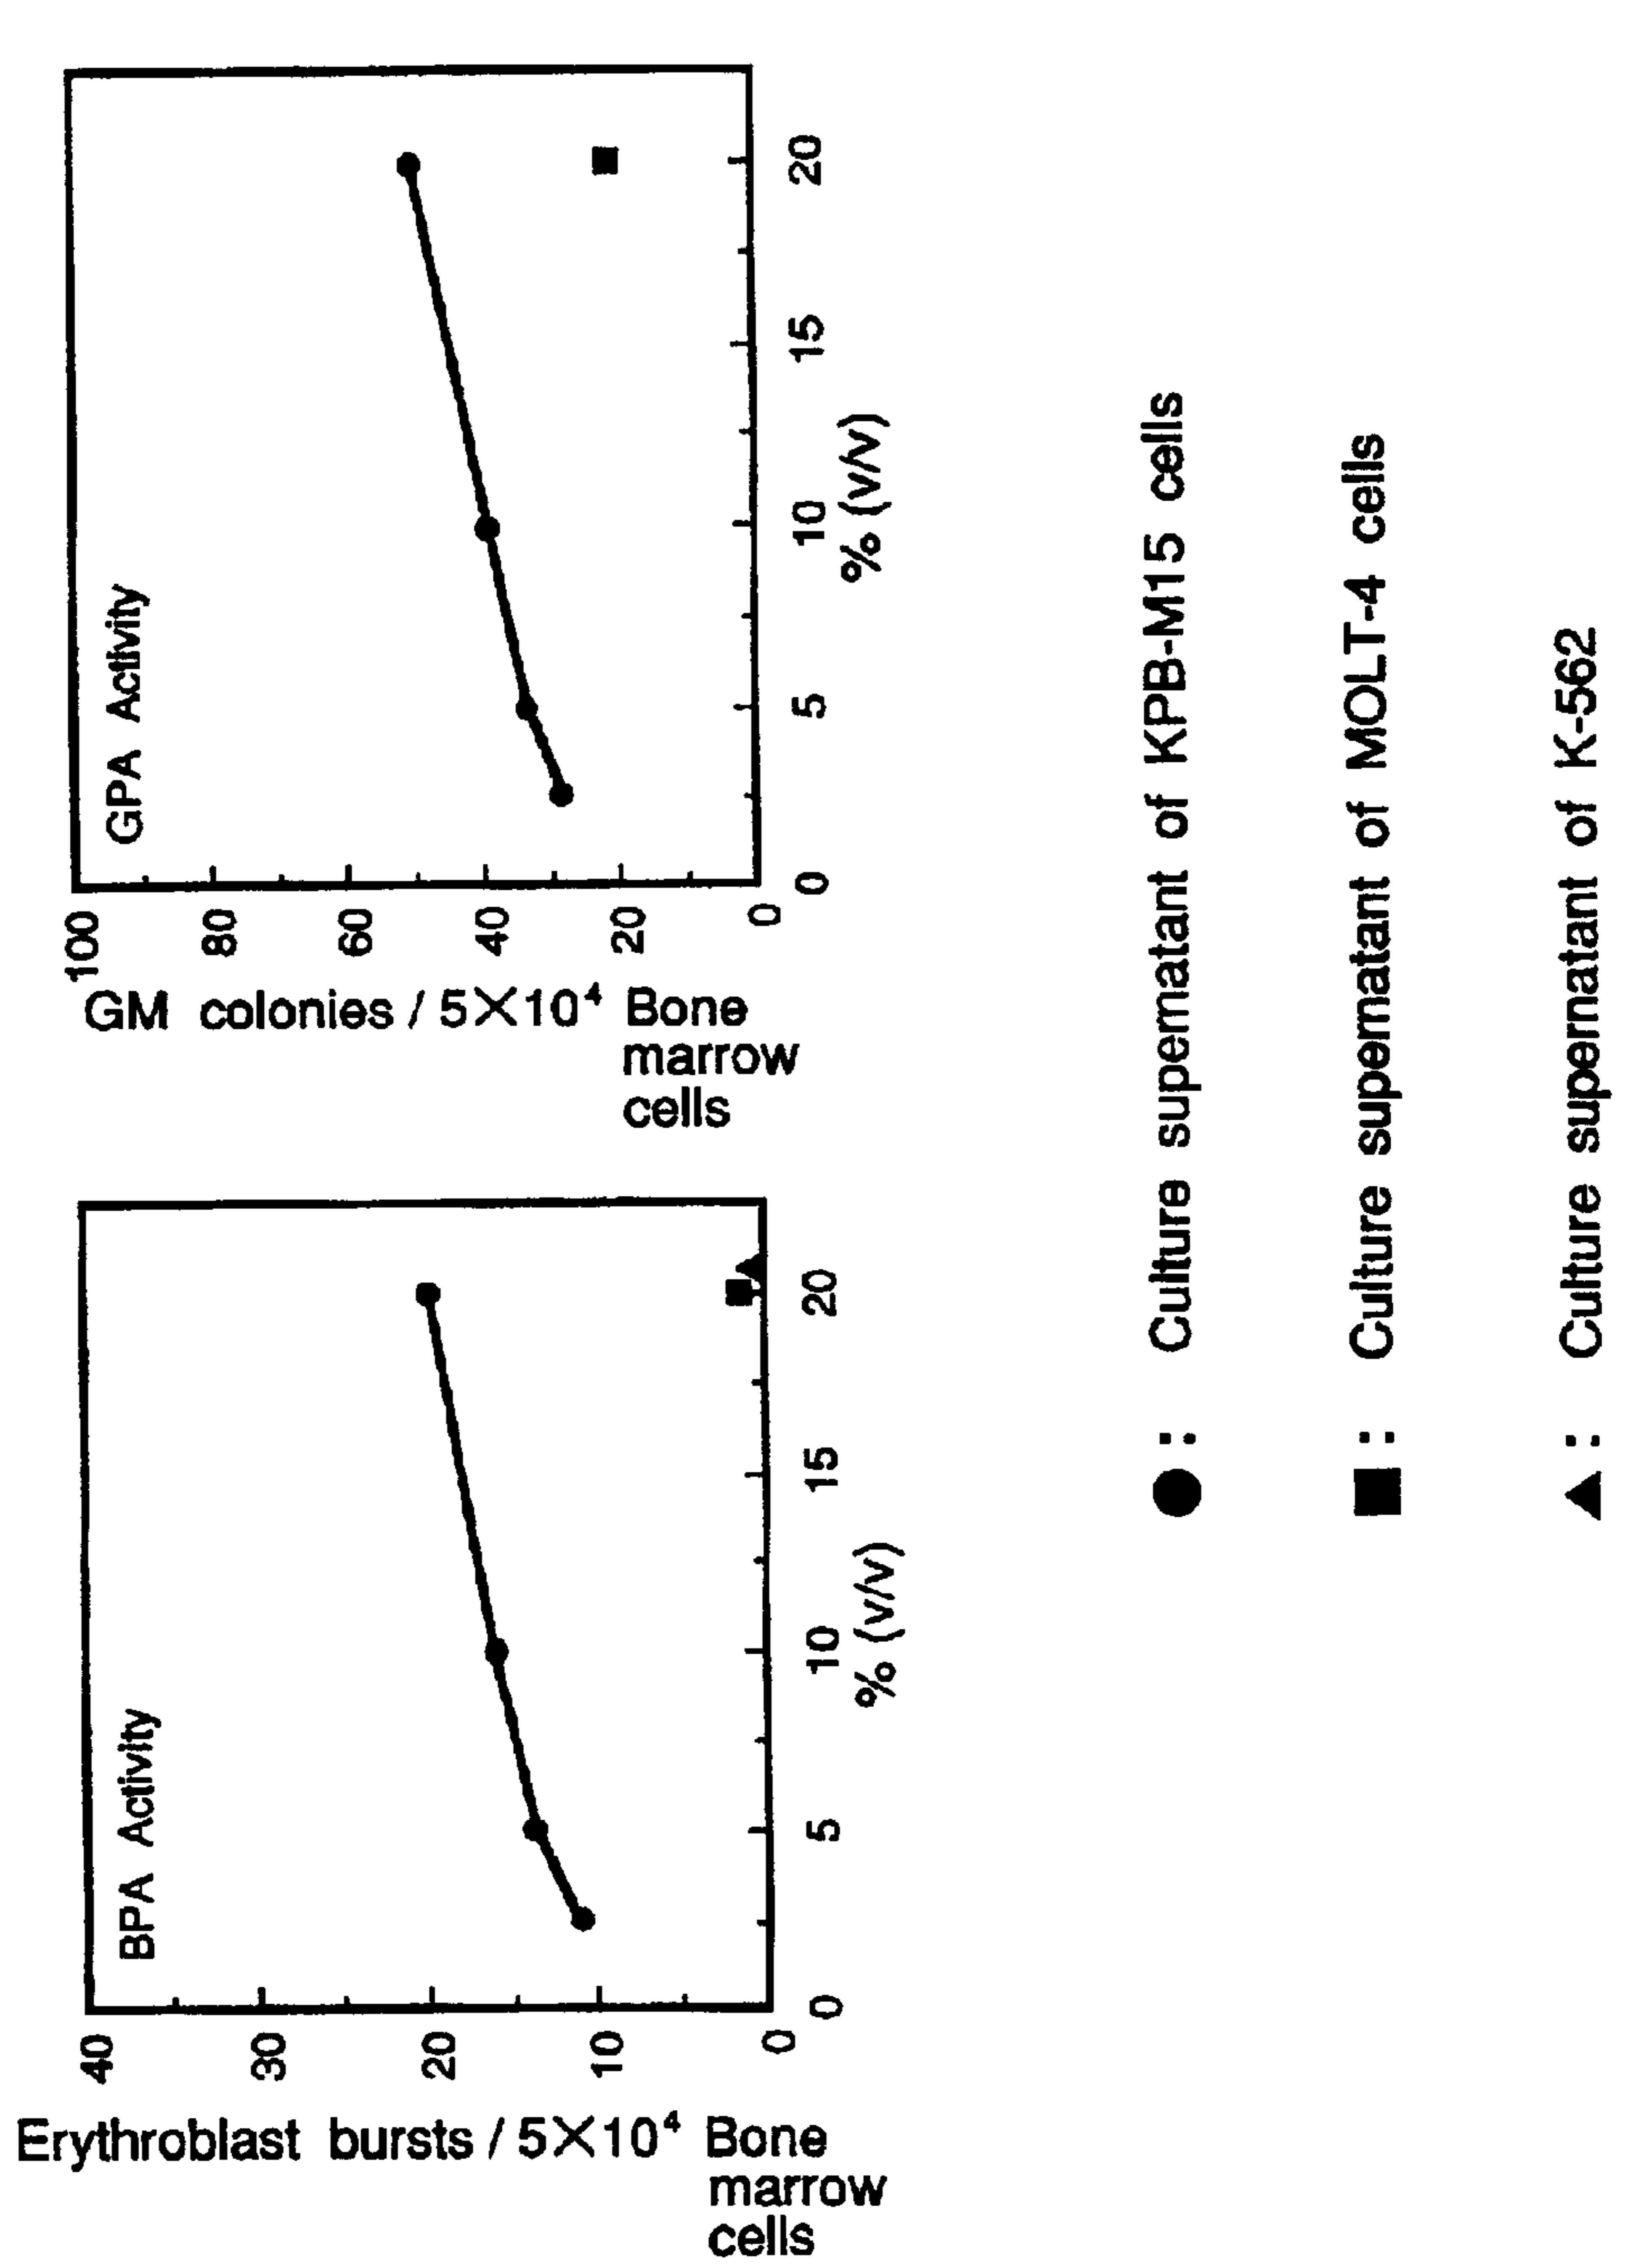 BPA Activity
40
30
20
10
0
Erythroblast bursts / 5×10⁴ Bone
marrow
cells
0 5 10 15 20
% (v/v)
GPA Activity
100
80
60
40
20
0
GM colonies / 5×10⁴ Bone
marrow
cells
0 5 10 15 20
% (v/v)
● : Culture supernatant of KPB-M15 cells
■ : Culture supernatant of MOLT-4 cells
▲ : Culture supernatant of K-562